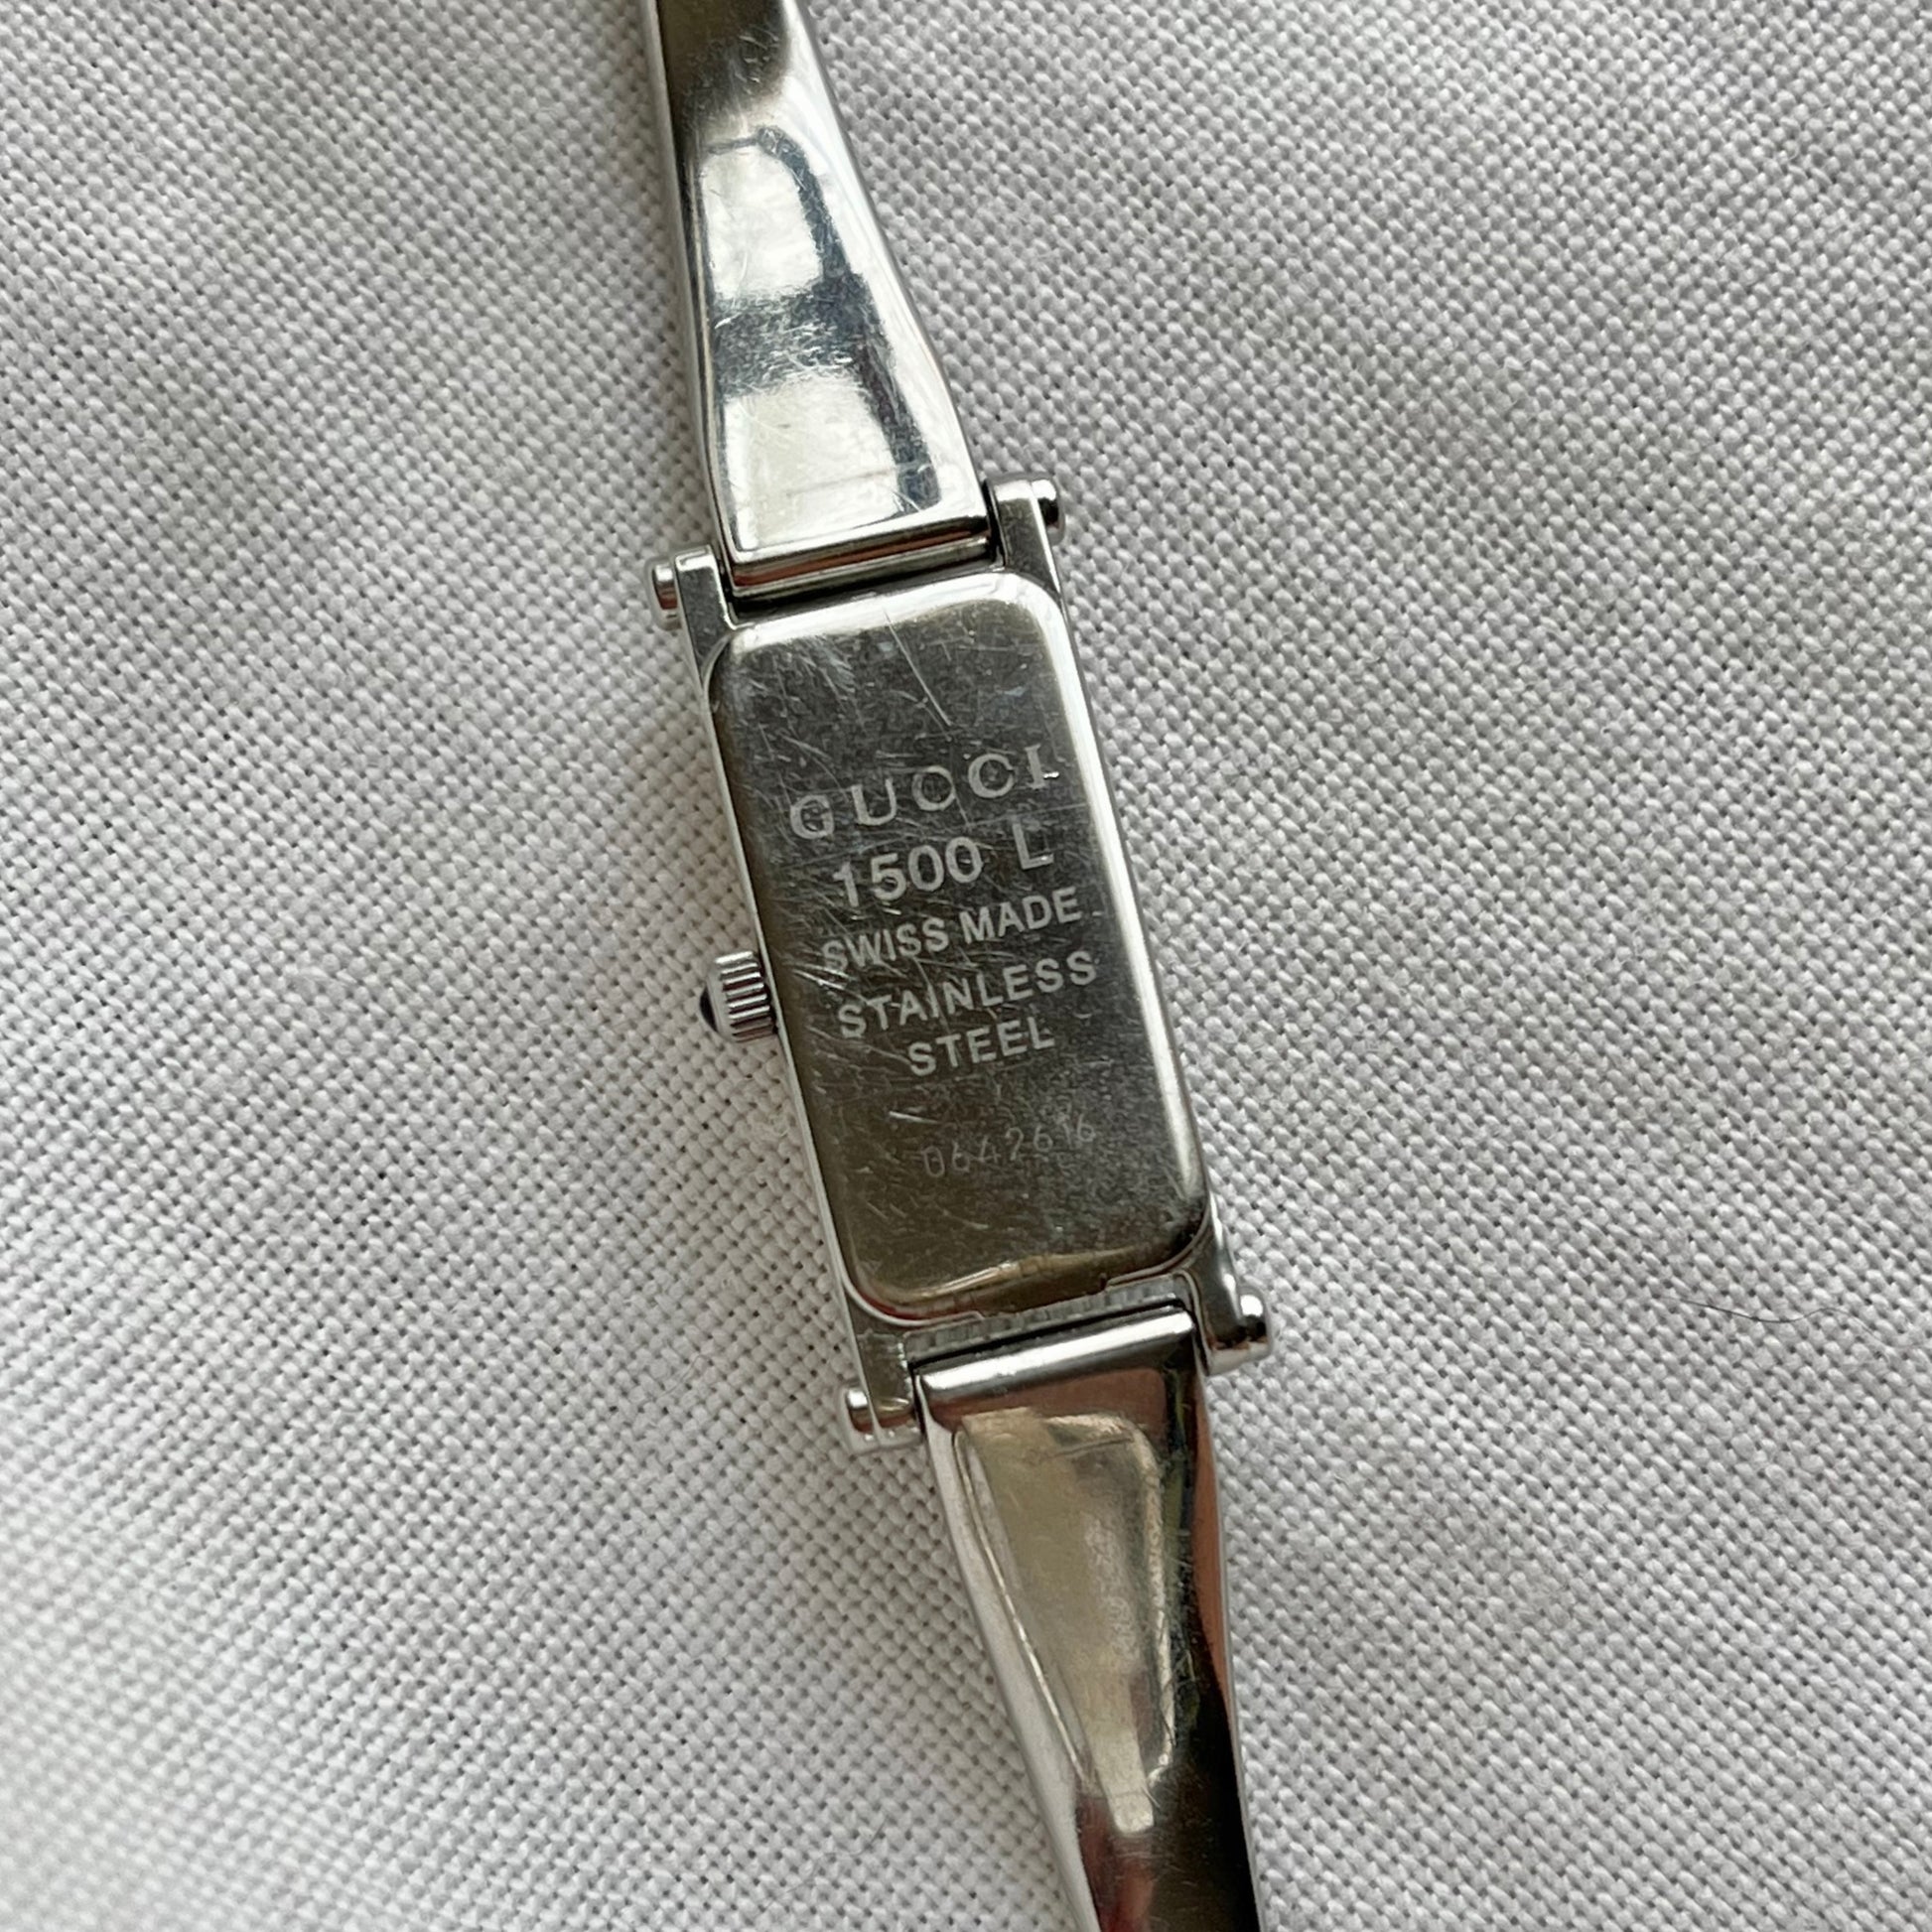 GUCCI
1500 L
SWISS MADE
STAINLESS
STEEL
0642616